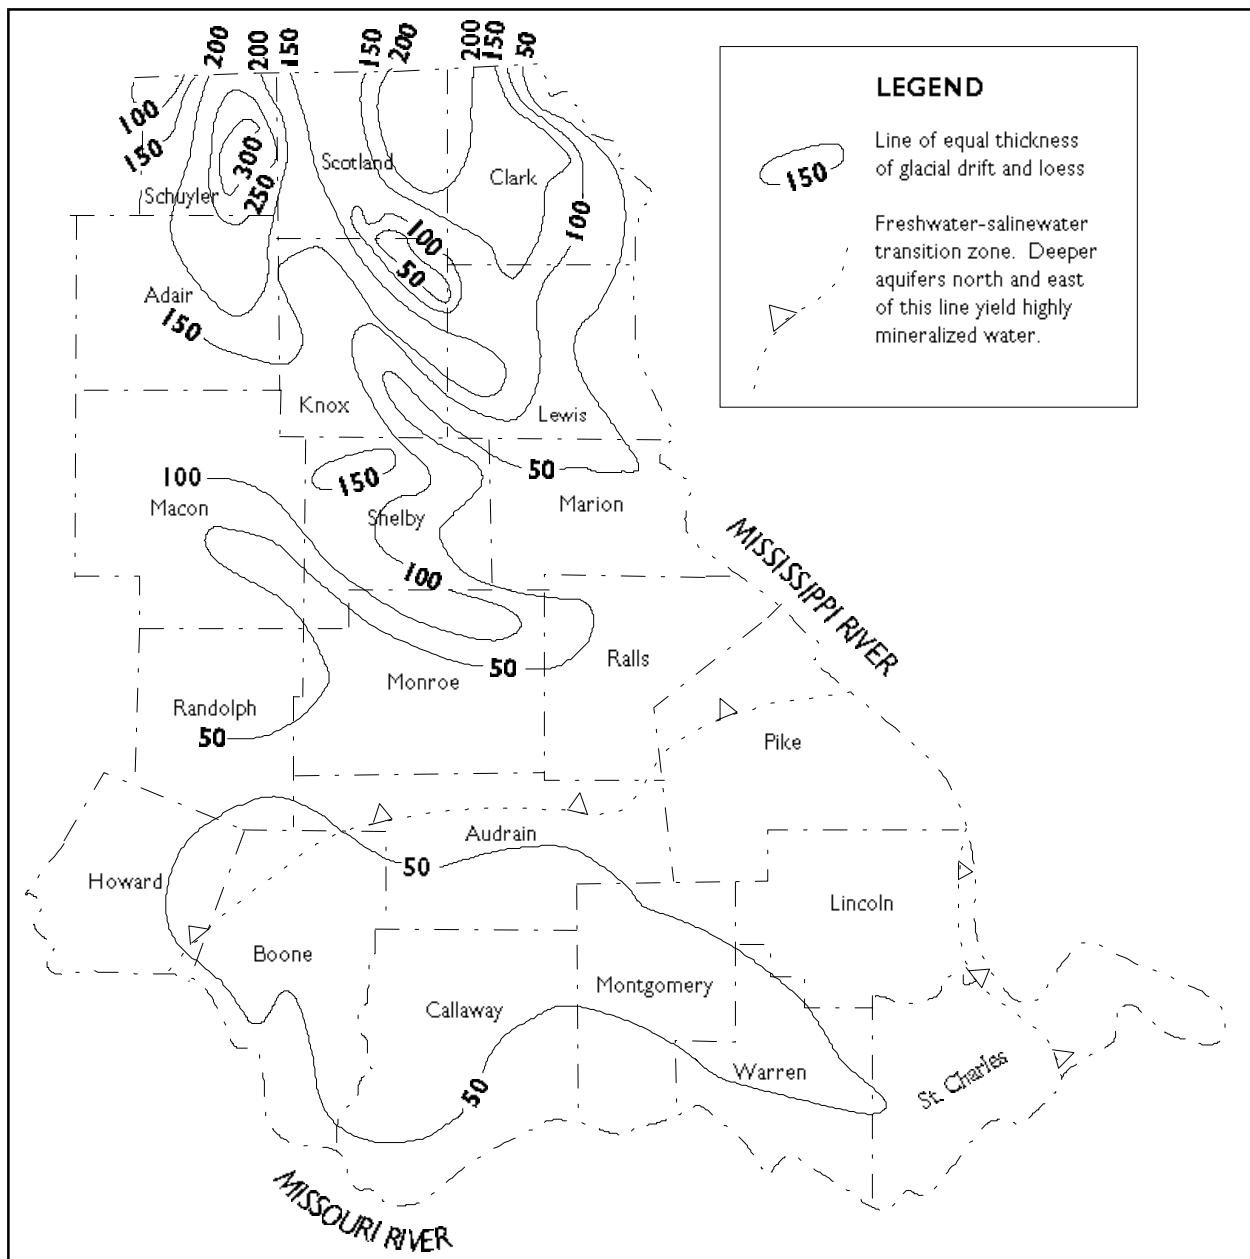 200
200
150
150
200
200
150
50
LEGEND
100
150
Line of equal thickness
of glacial drift and loess
150
300
250
Scotland
Clark
Schuyler
100
100
50
Freshwater-salinewater
transition zone. Deeper
aquifers north and east
of this line yield highly
mineralized water.
Adair
150
Knox
Lewis
50
100
150
Macon
Shelby
Marion
MISSISSIPPI RIVER
100
50
Ralls
Monroe
Randolph
50
Pike
Audrain
50
Howard
Lincoln
Boone
Montgomery
Callaway
Warren
St. Charles
50
MISSOURI RIVER